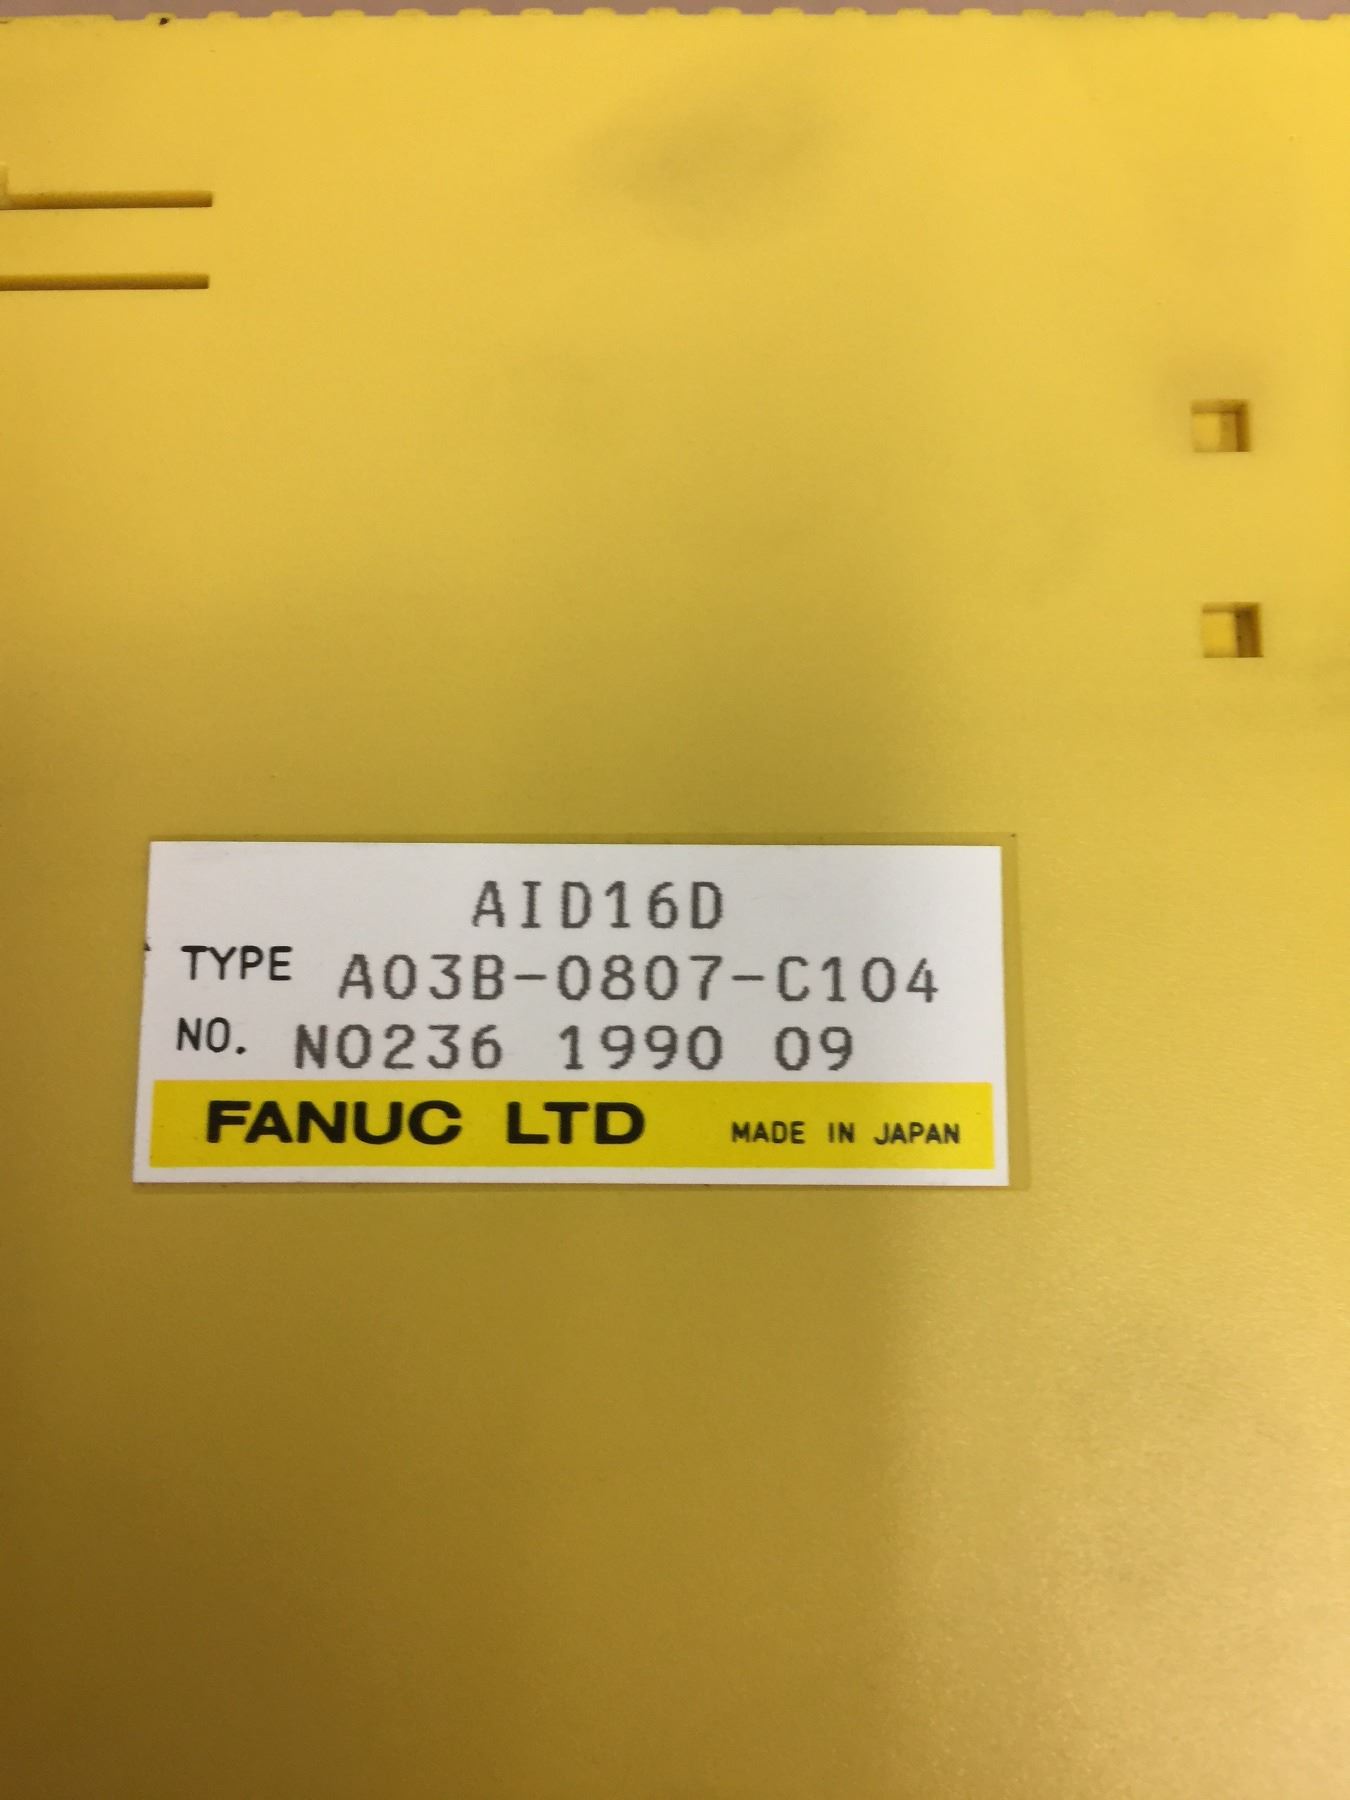 AID16D
TYPE A03B-0807-C104
NO. N0236 1990 09
FANUC LTD MADE IN JAPAN